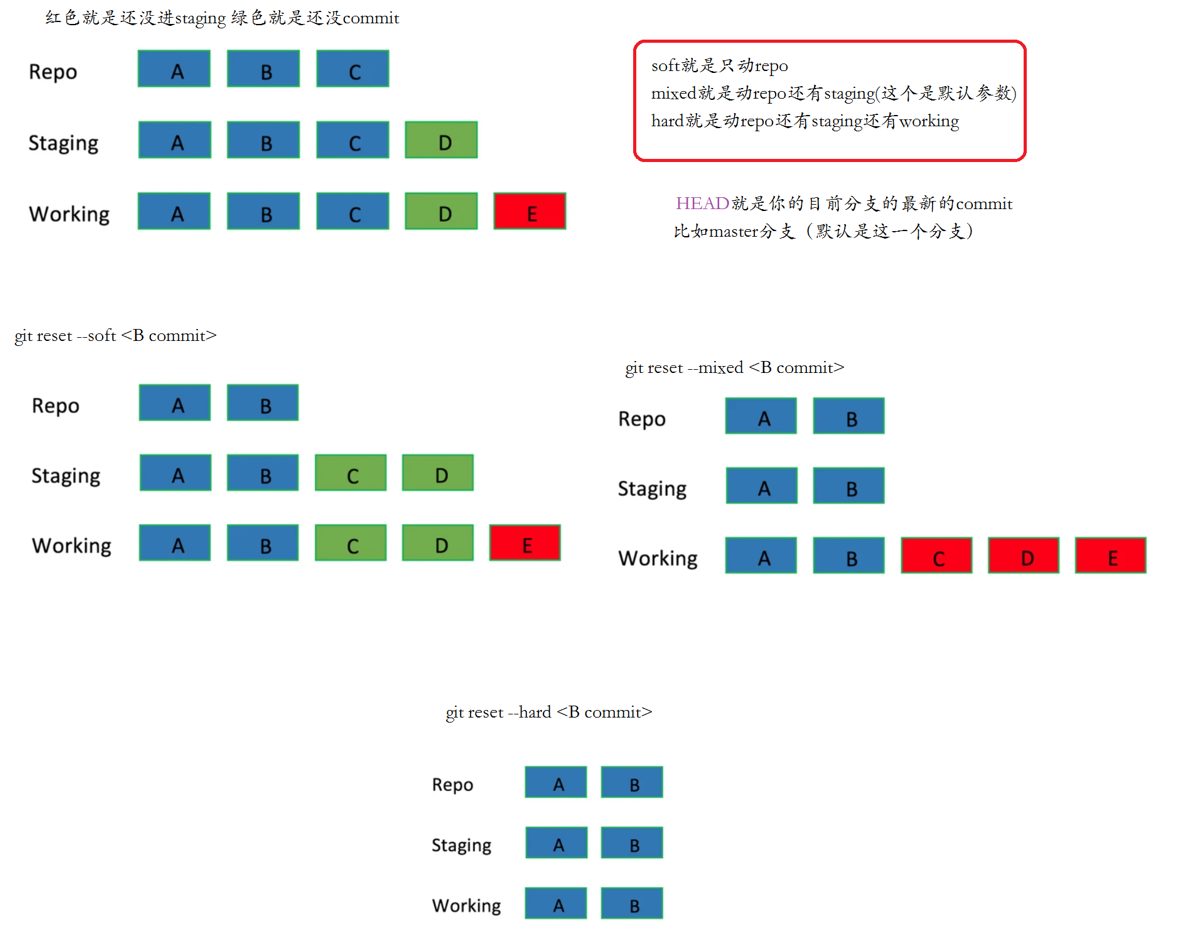 红色就是还没进staging 绿色就是还没commit
Repo A B C
Staging A B C D
Working A B C D E
soft就是只动repo
mixed就是动repo还有staging(这个是默认参数)
hard就是动repo还有staging还有working
HEAD就是你的目前分支的最新的commit
比如master分支（默认是这一个分支）
git reset --soft <B commit>
Repo A B
Staging A B C D
Working A B C D E
git reset --mixed <B commit>
Repo A B
Staging A B
Working A B C D E
git reset --hard <B commit>
Repo A B
Staging A B
Working A B